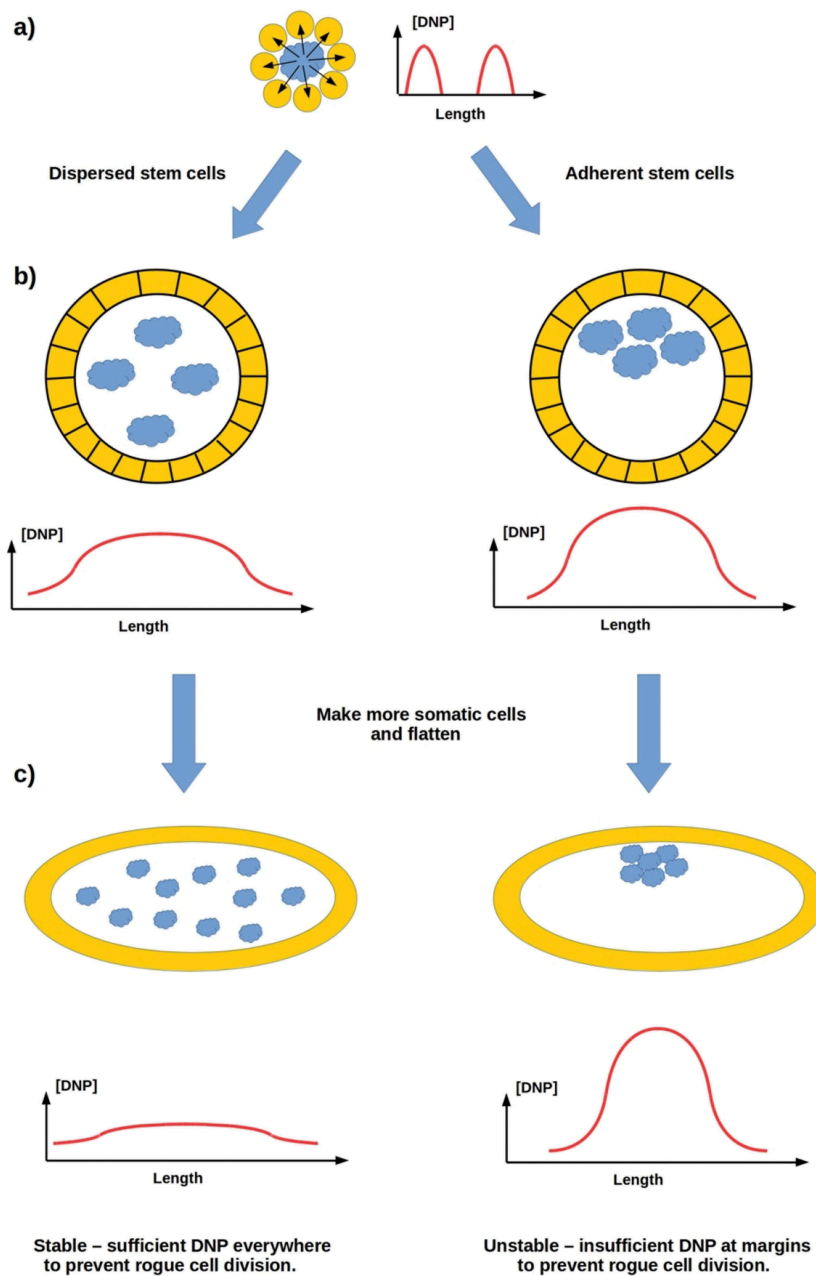 a)
[DNP]
Length
Dispersed stem cells
Adherent stem cells
b)
[DNP]
Length
[DNP]
Length
Make more somatic cells
and flatten
c)
[DNP]
Length
[DNP]
Length
Stable – sufficient DNP everywhere
to prevent rogue cell division.
Unstable – insufficient DNP at margins
to prevent rogue cell division.